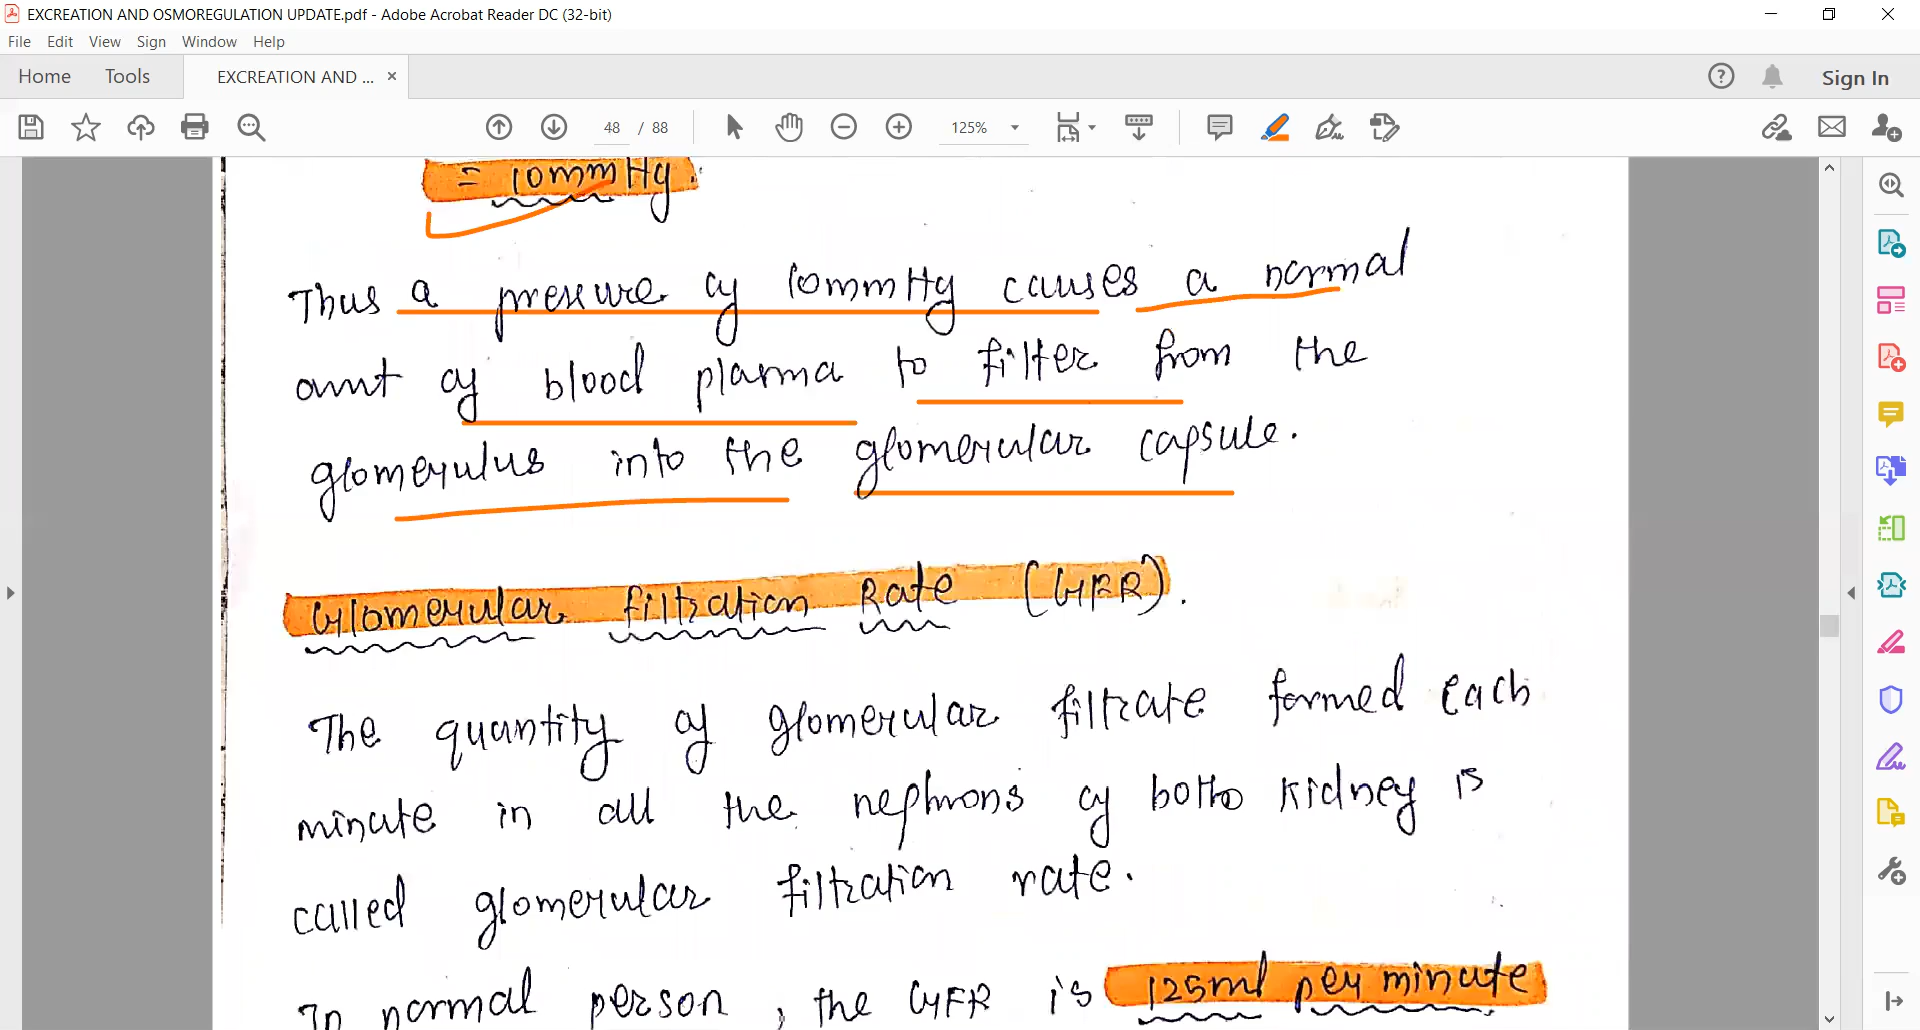 EXCREATION AND OSMOREGULATION UPDATE.pdf - Adobe Acrobat Reader DC (32-bit)
File Edit View Sign Window Help
Home Tools EXCREATION AND ... × Sign In
48 / 88 125%
= 10mmHg.
Thus a pressure of 10mmHg causes a normal
amt of blood plasma to filter from the
glomerulus into the glomerular capsule.
Glomerular filtration Rate (GFR).
The quantity of glomerular filtrate formed each
minute in all the nephrons of both kidney is
called glomerular filtration rate.
In normal person, the GFR is 125ml per minute